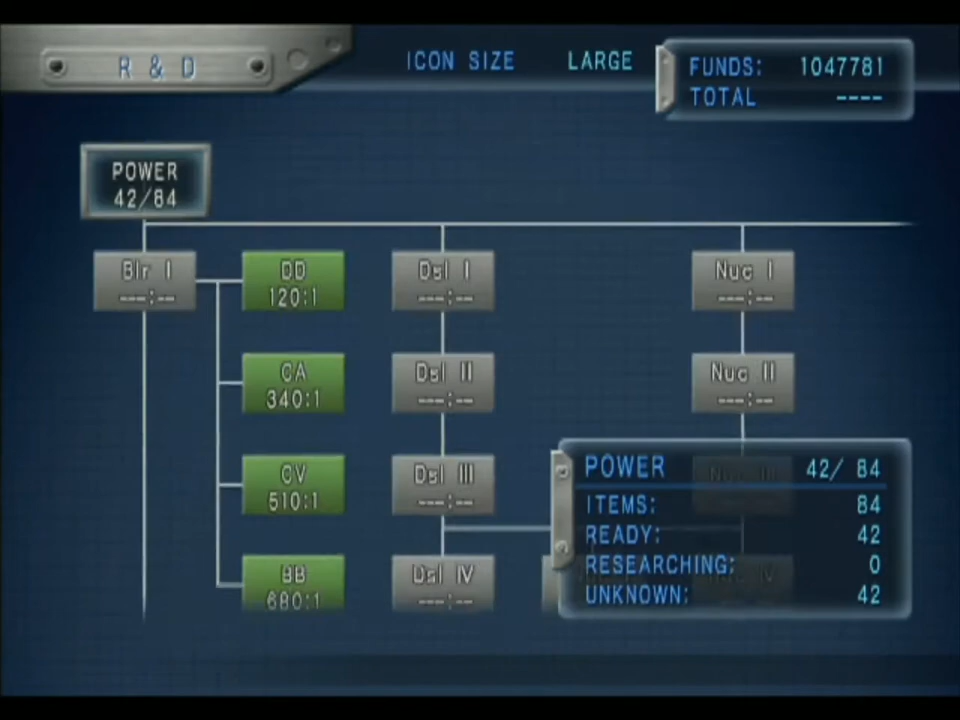 R & D
ICON SIZE LARGE
FUNDS: 1047781
TOTAL ----
POWER
42/84
Blr I
---:--
DD
120:1
Dsl I
---:--
Nuc I
---:--
CA
340:1
Dsl II
---:--
Nuc II
---:--
CV
510:1
Dsl III
---:--
BB
680:1
Dsl IV
---:--
POWER 42/ 84
ITEMS: 84
READY: 42
RESEARCHING: 0
UNKNOWN: 42